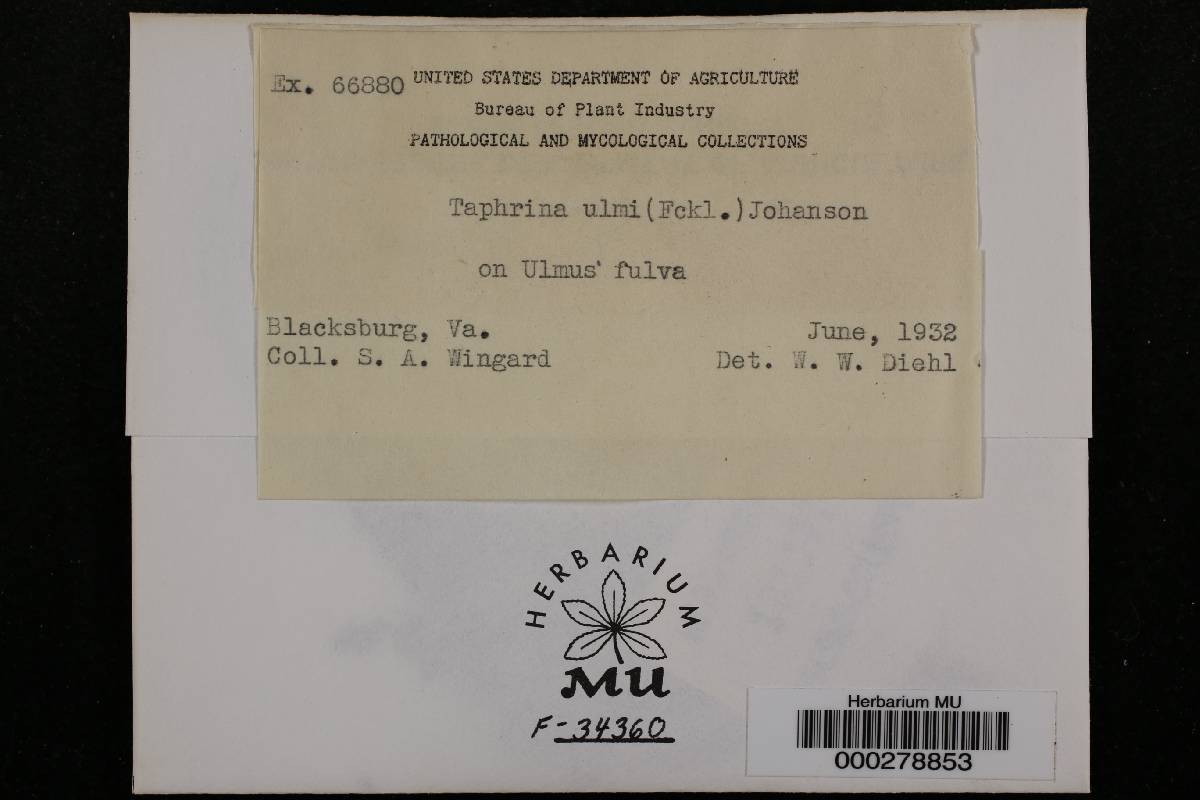 Ex. 66880 UNITED STATES DEPARTMENT OF AGRICULTURE
Bureau of Plant Industry
PATHOLOGICAL AND MYCOLOGICAL COLLECTIONS
Taphrina ulmi (Fckl.) Johanson
on Ulmus fulva
Blacksburg, Va. June, 1932
Coll. S. A. Wingard Det. W. W. Diehl
HERBARIUM
MU
F-34360
Herbarium MU
000278853